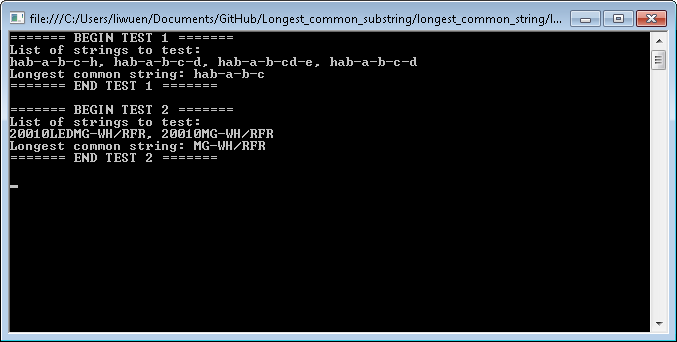 file:///C:/Users/liwuen/Documents/GitHub/Longest_common_substring/longest_common_string/l...
======= BEGIN TEST 1 =======
List of strings to test:
hab-a-b-c-h, hab-a-b-c-d, hab-a-b-cd-e, hab-a-b-c-d
Longest common string: hab-a-b-c
======= END TEST 1 =======
======= BEGIN TEST 2 =======
List of strings to test:
20010LEDMG-WH/RFR, 20010MG-WH/RFR
Longest common string: MG-WH/RFR
======= END TEST 2 =======